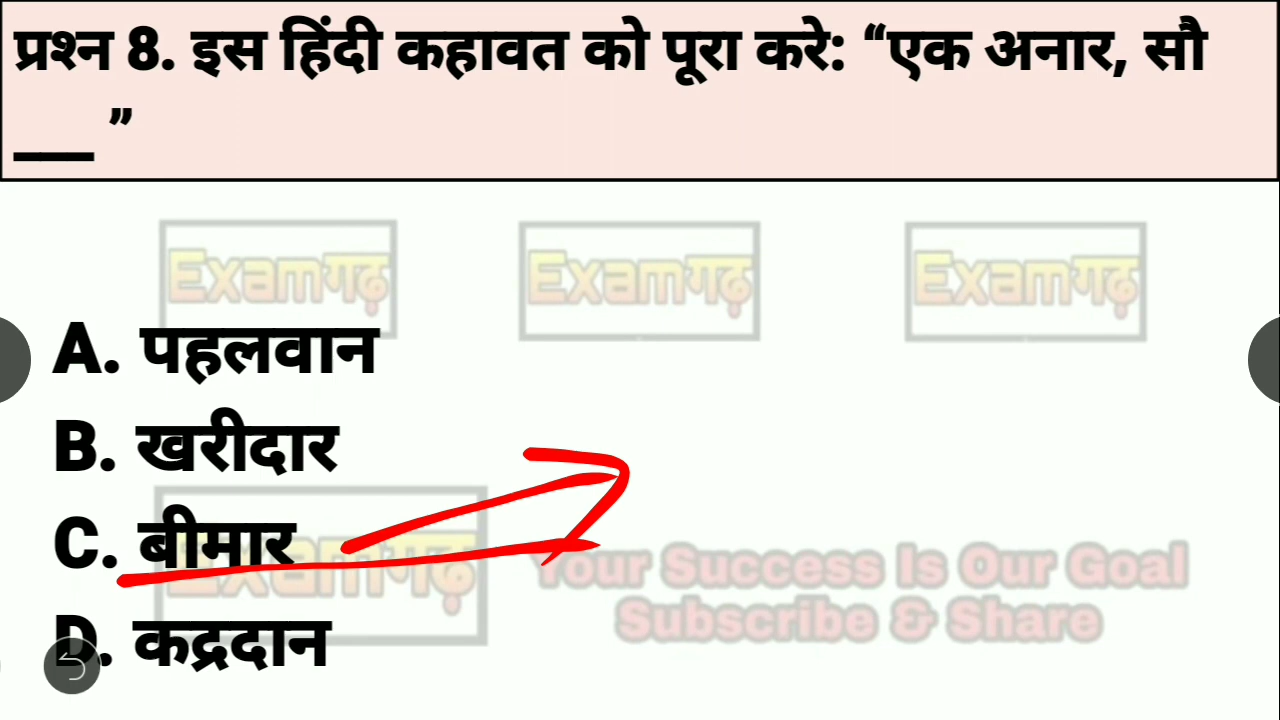 प्रश्न 8. इस हिंदी कहावत को पूरा करे: “एक अनार, सौ
____ ”
Examगढ़ Examगढ़ Examगढ़
A. पहलवान
B. खरीदार
C. बीमार
Examगढ़
Your Success Is Our Goal
Subscribe & Share
D. कद्रदान